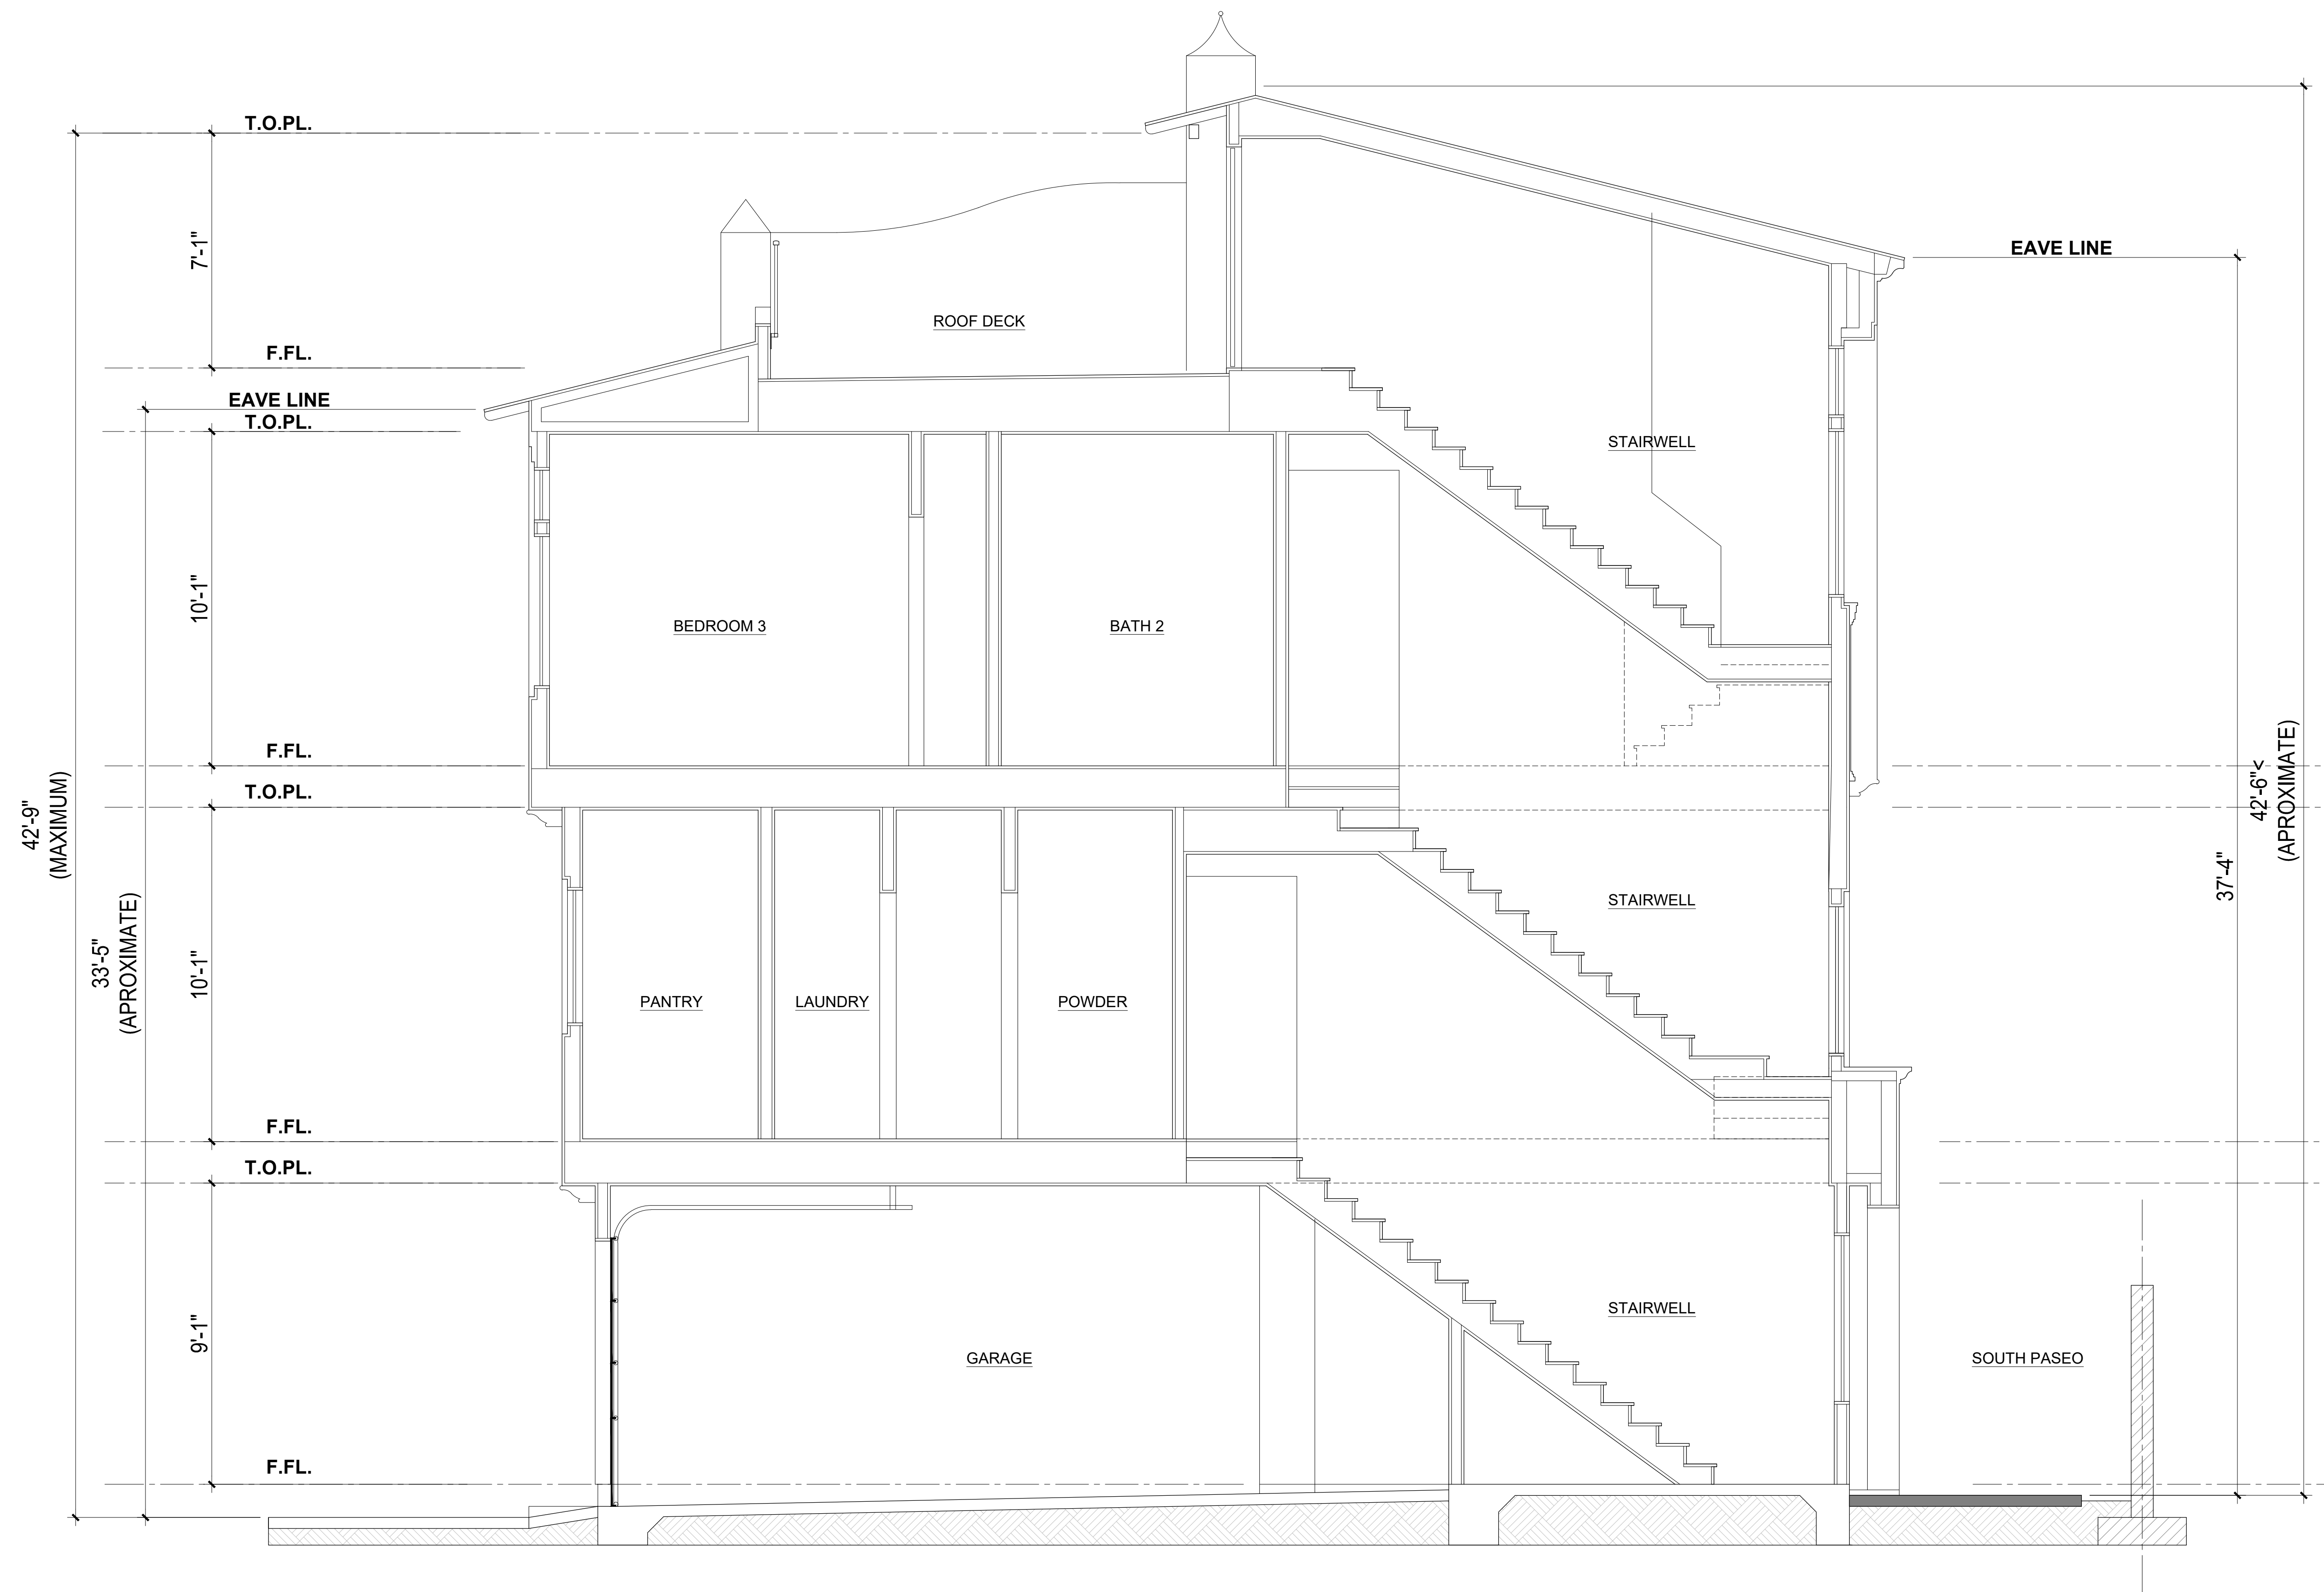 T.O.PL.
7'-1"
EAVE LINE
ROOF DECK
F.FL.
EAVE LINE
T.O.PL.
STAIRWELL
10'-1"
BEDROOM 3
BATH 2
F.FL.
T.O.PL.
42'-9"
(MAXIMUM)
42'-6"<
(APROXIMATE)
37'-4"
33'-5"
(APROXIMATE)
10'-1"
STAIRWELL
PANTRY
LAUNDRY
POWDER
F.FL.
T.O.PL.
9'-1"
STAIRWELL
GARAGE
SOUTH PASEO
F.FL.